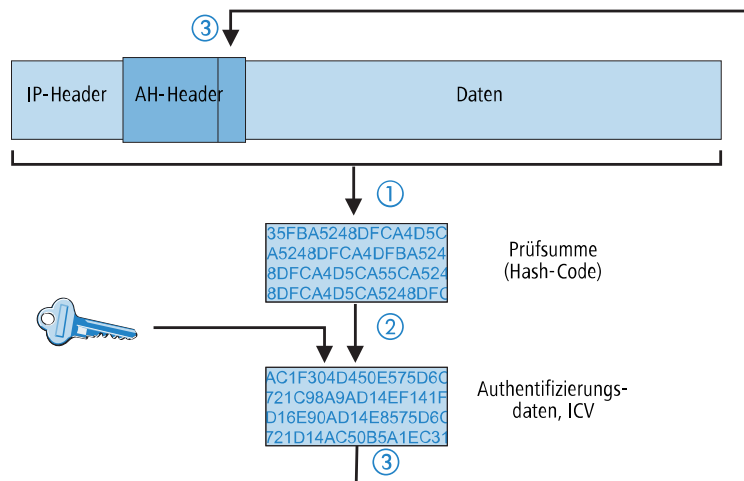 ③
IP-Header AH-Header Daten
①
35FBA5248DFCA4D5C
A5248DFCA4DFBA524
8DFCA4D5CA55CA524
8DFCA4D5CA5248DFC
Prüfsumme
(Hash-Code)
②
AC1F304D450E575D6C
721C98A9AD14EF141F
D16E90AD14E8575D6C
721D14AC50B5A1EC31
Authentifizierungs-
daten, ICV
③